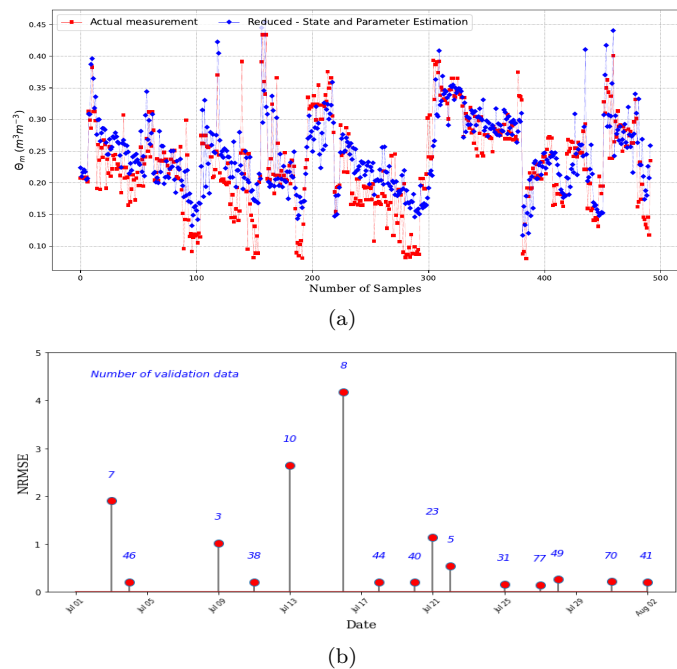 Actual measurement
Reduced - State and Parameter Estimation
Θm (m³m⁻³)
0.45
0.40
0.35
0.30
0.25
0.20
0.15
0.10
0
100
200
300
400
500
Number of Samples
(a)
NRMSE
5
4
3
2
1
0
Number of validation data
7
46
3
38
10
8
44
40
23
5
31
77
49
70
41
Jul 01
Jul 05
Jul 09
Jul 13
Jul 17
Jul 21
Jul 25
Jul 29
Aug 02
Date
(b)